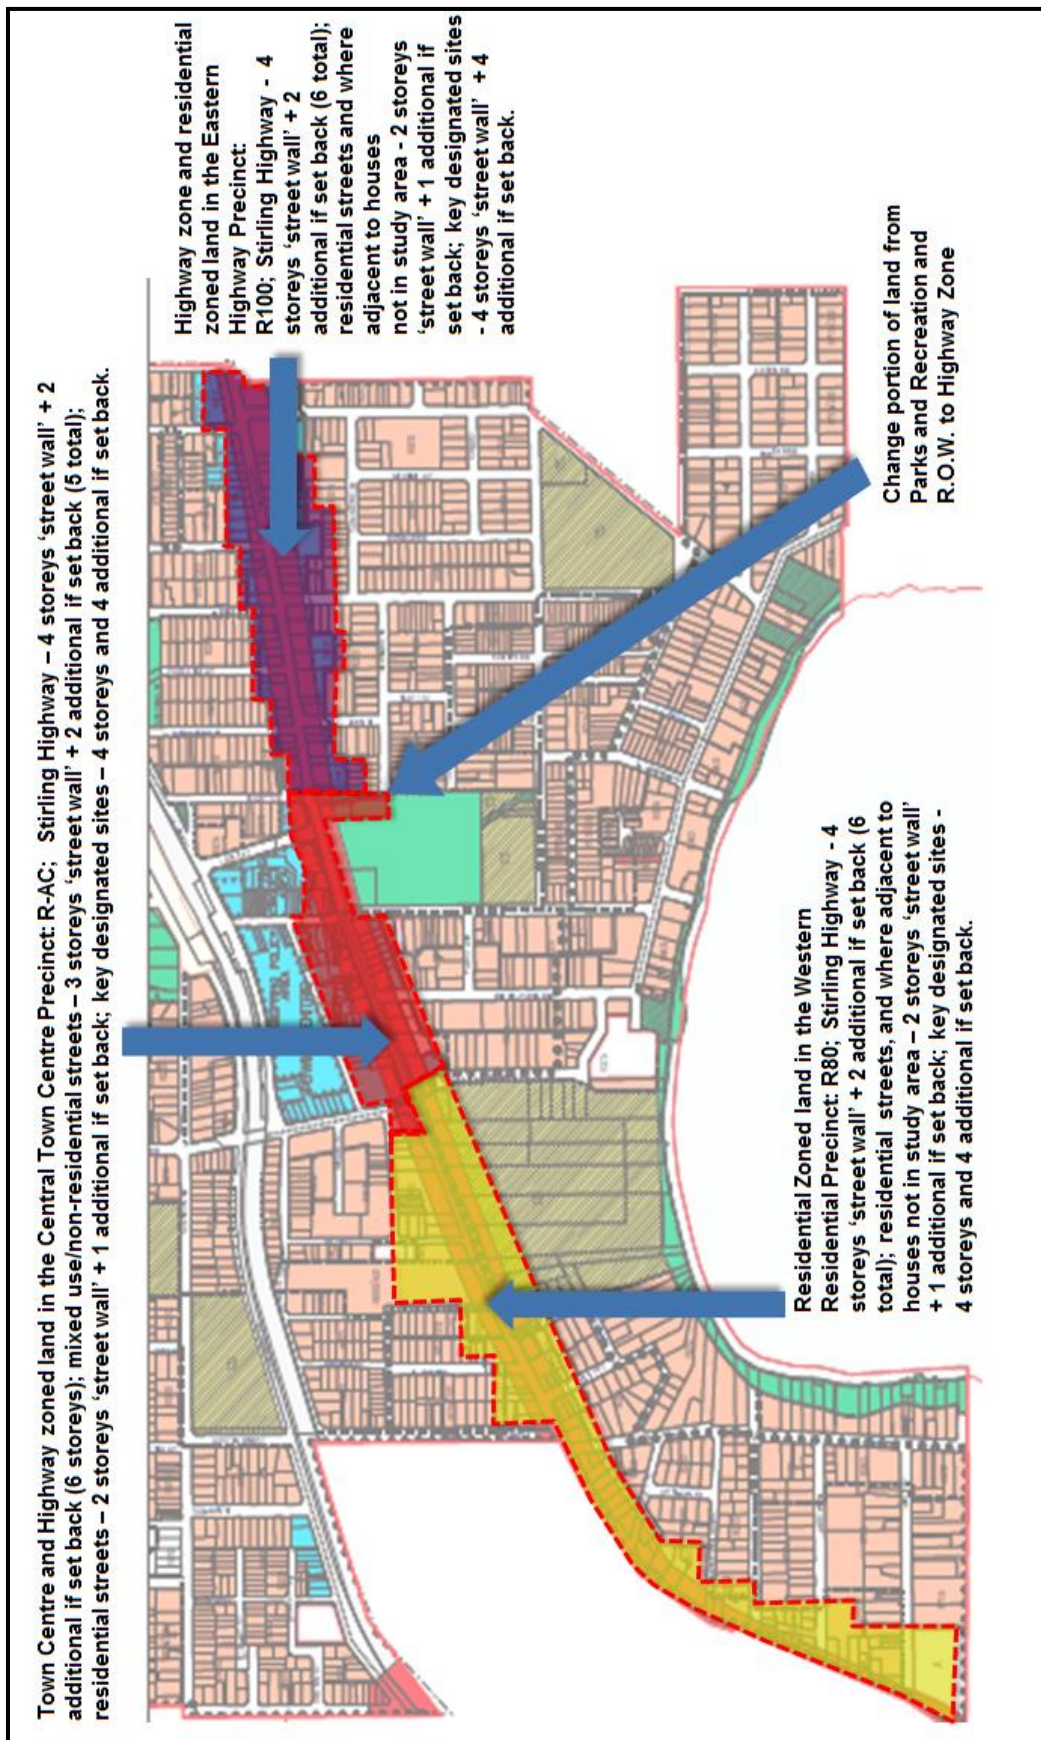 Town Centre and Highway zoned land in the Central Town Centre Precinct: R-AC; Stirling Highway – 4 storeys ‘street wall’ + 2
additional if set back (6 storeys); mixed use/non-residential streets – 3 storeys ‘street wall’ + 2 additional if set back (5 total);
residential streets – 2 storeys ‘street wall’ + 1 additional if set back; key designated sites – 4 storeys and 4 additional if set back.
Highway zone and residential
zoned land in the Eastern
Highway Precinct:
R100; Stirling Highway - 4
storeys ‘street wall’ + 2
additional if set back (6 total);
residential streets and where
adjacent to houses
not in study area - 2 storeys
‘street wall’ + 1 additional if
set back; key designated sites
- 4 storeys ‘street wall’ + 4
additional if set back.
Change portion of land from
Parks and Recreation and
R.O.W. to Highway Zone
Residential Zoned land in the Western
Residential Precinct: R80; Stirling Highway - 4
storeys ‘street wall’ + 2 additional if set back (6
total); residential streets, and where adjacent to
houses not in study area – 2 storeys ‘street wall’
+ 1 additional if set back; key designated sites -
4 storeys and 4 additional if set back.